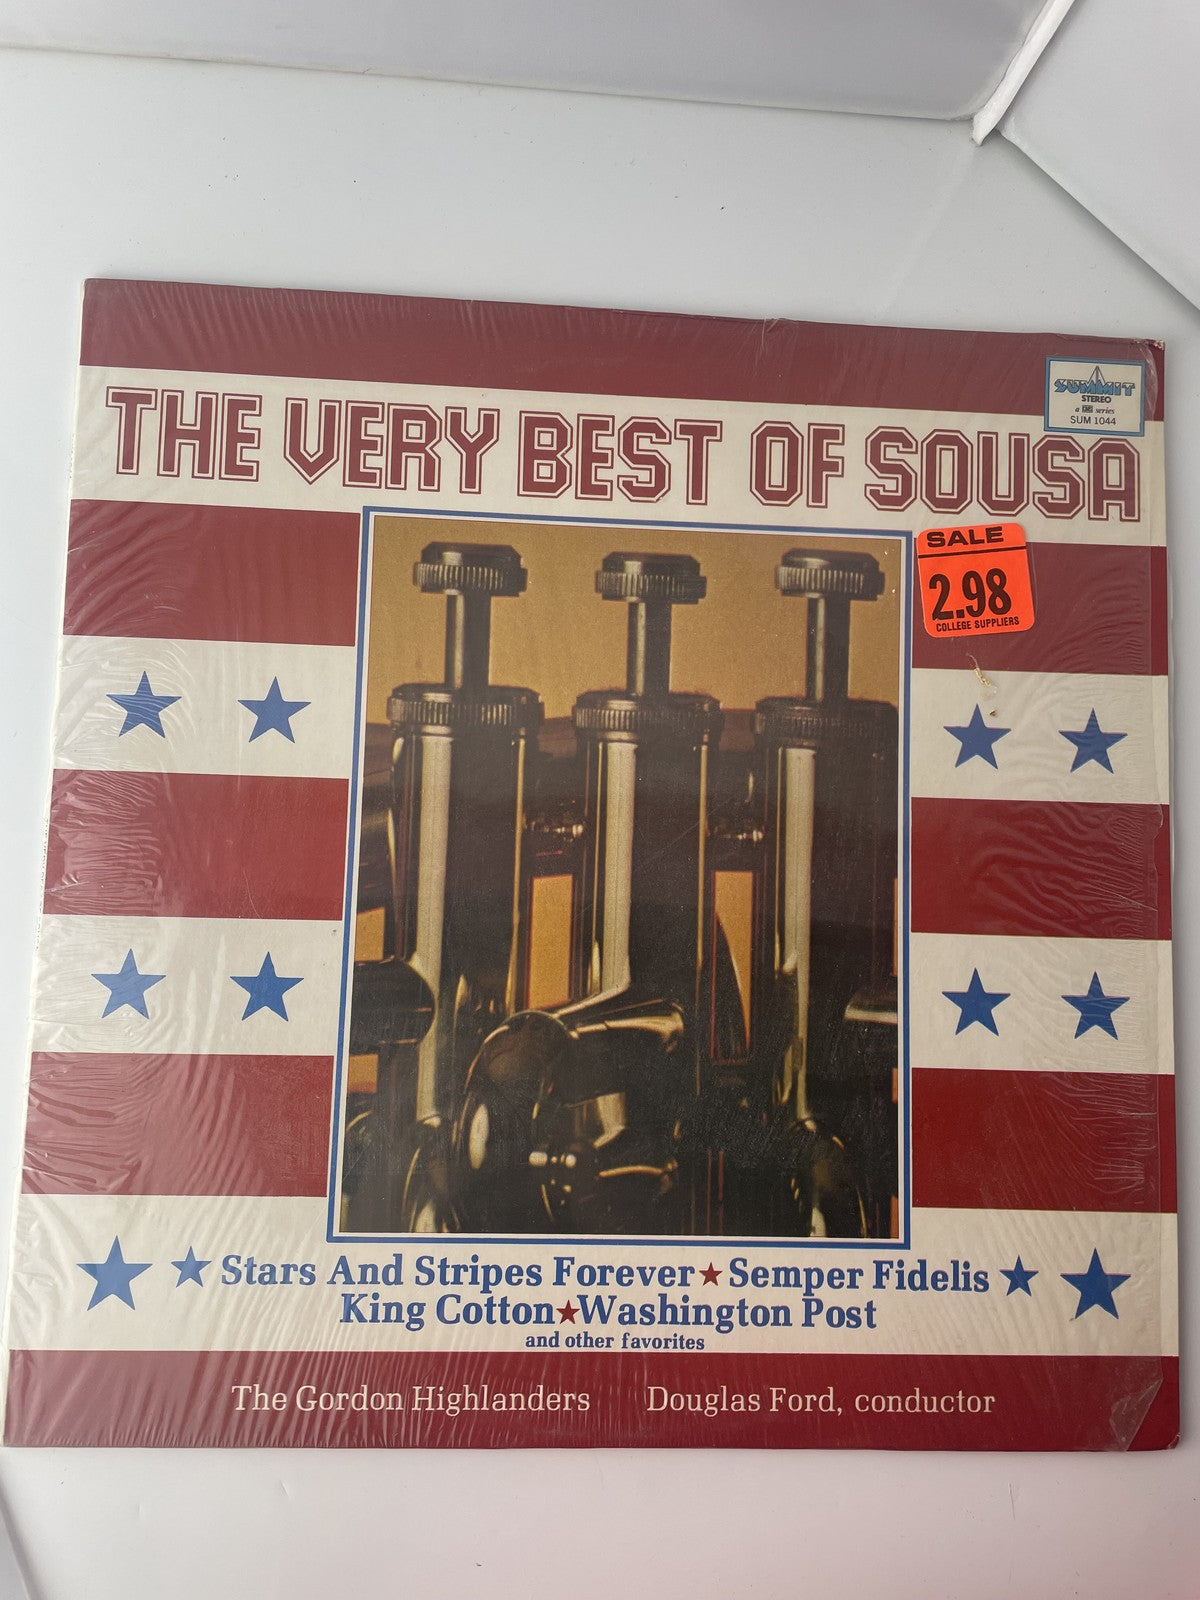 SUMMIT
STEREO
a series
SUM 1044
THE VERY BEST OF SOUSA
SALE
2.98
COLLEGE SUPPLIERS
Stars And Stripes Forever★Semper Fidelis
King Cotton★Washington Post
and other favorites
The Gordon Highlanders Douglas Ford, conductor